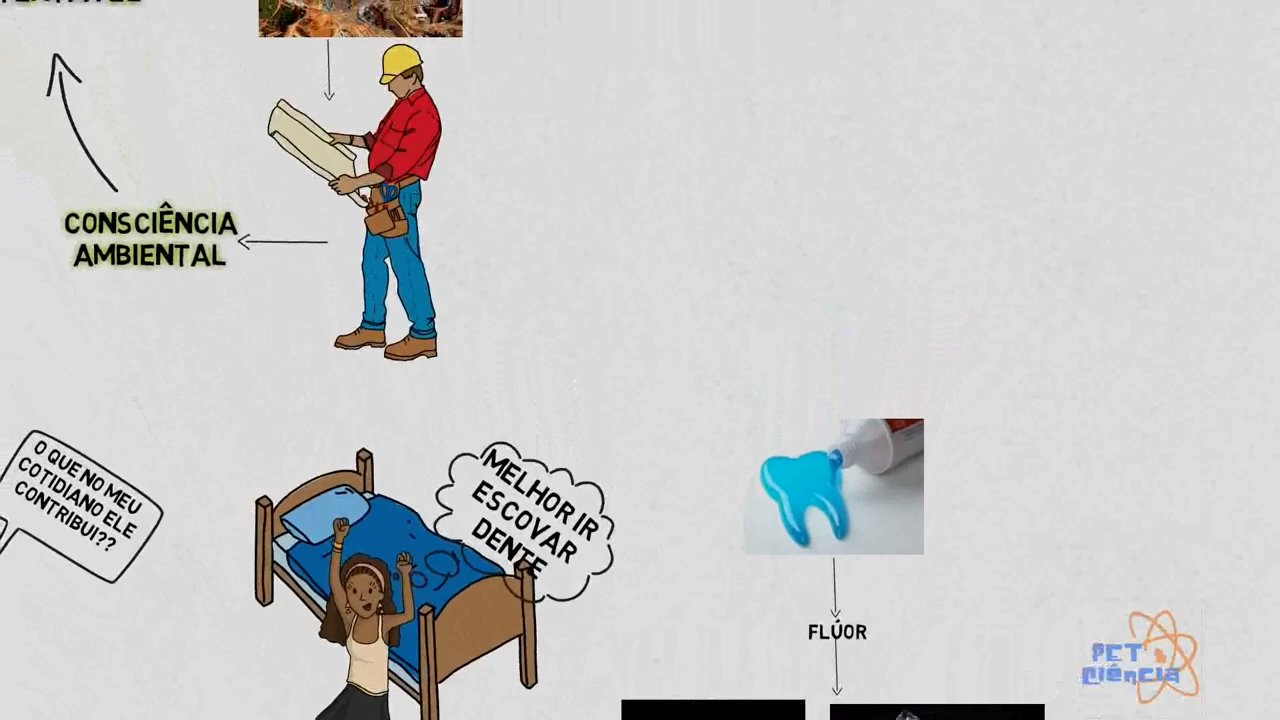 CONSCIÊNCIA
AMBIENTAL
O QUE NO MEU
COTIDIANO ELE
CONTRIBUI??
MELHOR IR
ESCOVAR
DENTE
FLÚOR
PET
Ciência